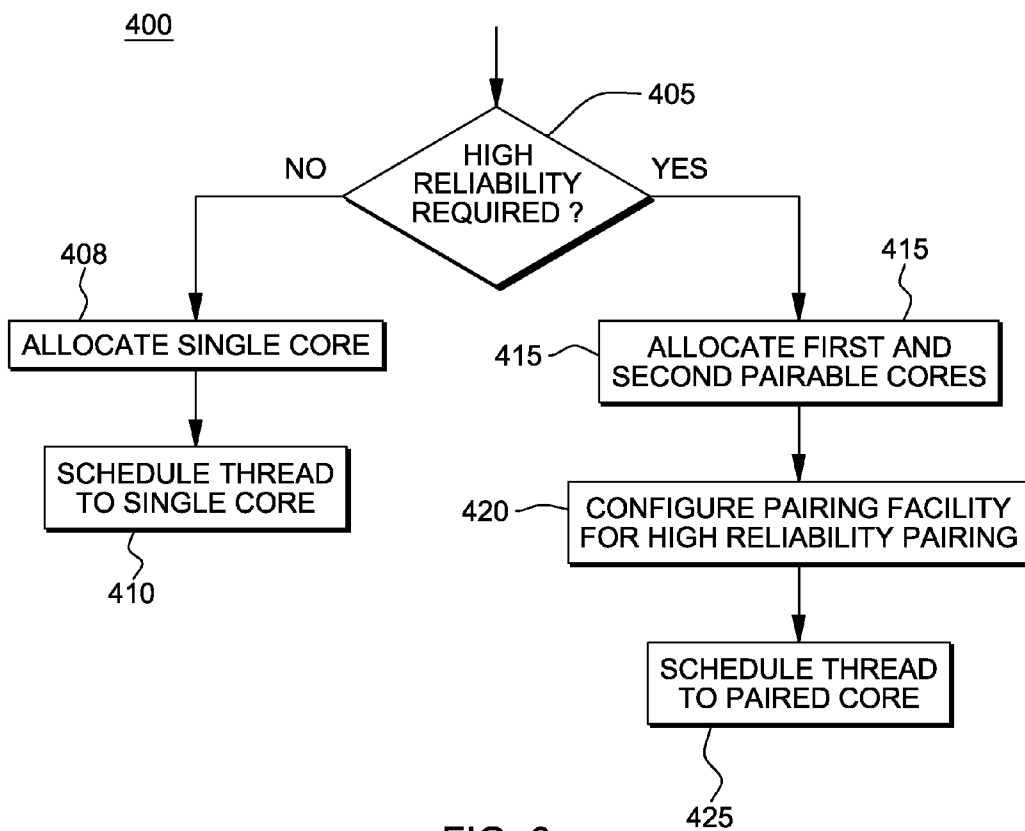 400
405
HIGH
RELIABILITY
REQUIRED ?
NO
YES
408
ALLOCATE SINGLE CORE
415
415
ALLOCATE FIRST AND
SECOND PAIRABLE CORES
SCHEDULE THREAD
TO SINGLE CORE
410
420
CONFIGURE PAIRING FACILITY
FOR HIGH RELIABILITY PAIRING
SCHEDULE THREAD
TO PAIRED CORE
425